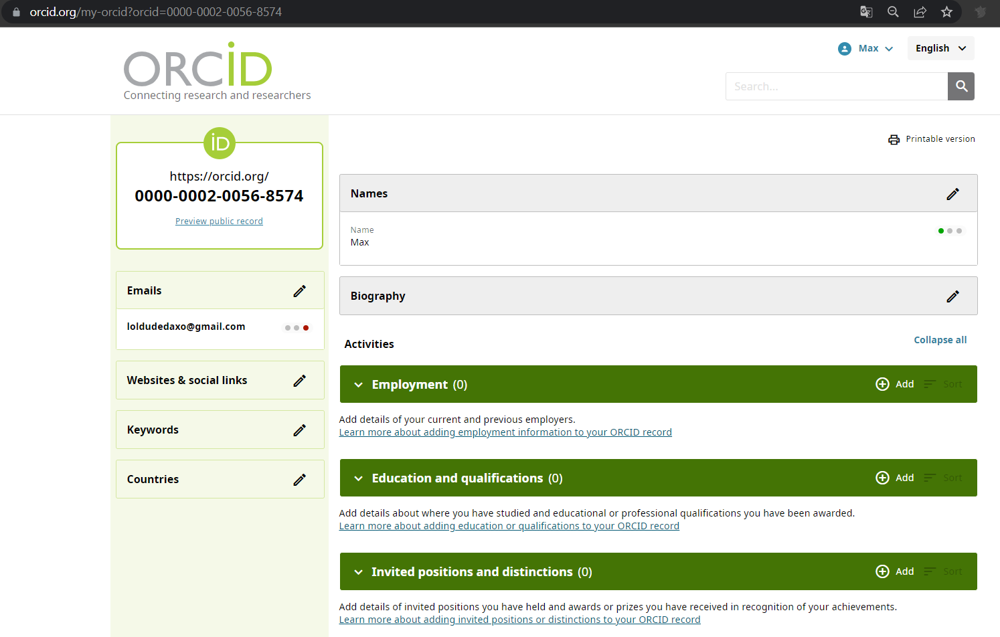 orcid.org/my-orcid?orcid=0000-0002-0056-8574
ORCID
Connecting research and researchers
Max
English
Search...
iD
https://orcid.org/
0000-0002-0056-8574
Preview public record
Emails
loldudedaxo@gmail.com
Websites & social links
Keywords
Countries
Printable version
Names
Name
Max
Biography
Activities
Collapse all
Employment (0)
Add
Sort
Add details of your current and previous employers.
Learn more about adding employment information to your ORCID record
Education and qualifications (0)
Add
Sort
Add details about where you have studied and educational or professional qualifications you have been awarded.
Learn more about adding education or qualifications to your ORCID record
Invited positions and distinctions (0)
Add
Sort
Add details of invited positions you have held and awards or prizes you have received in recognition of your achievements.
Learn more about adding invited positions or distinctions to your ORCID record